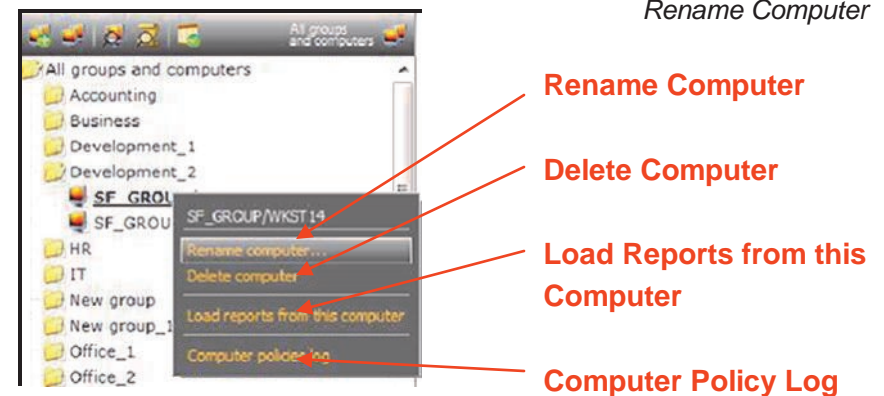 Rename Computer
All groups
and computers
All groups and computers
Accounting
Business
Development_1
Development_2
SF_GROU
SF_GROU
HR
IT
New group
New group_1
Office_1
Office_2
SF_GROUP/WKST14
Rename computer...
Delete computer
Load reports from this computer
Computer policies log
Rename Computer
Delete Computer
Load Reports from this
Computer
Computer Policy Log